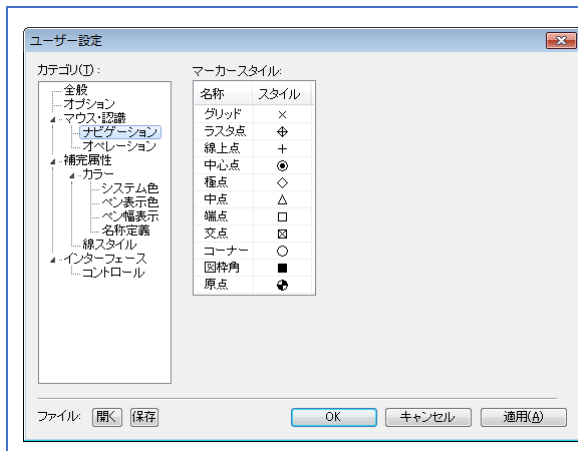 ユーザー設定
カテゴリ(T):
全般
オプション
マウス・認識
ナビゲーション
オペレーション
補完属性
カラー
システム色
ペン表示色
ペン幅表示
名称定義
線スタイル
インターフェース
コントロール
マーカースタイル:
名称 スタイル
グリッド
ラスタ点
線上点
中心点
極点
中点
端点
交点
コーナー
図枠角
原点
ファイル: 開く 保存
OK キャンセル 適用(A)